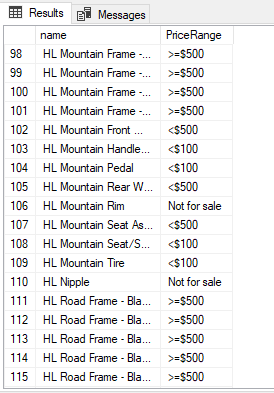 Results Messages
name PriceRange
98 HL Mountain Frame -... >=$500
99 HL Mountain Frame -... >=$500
100 HL Mountain Frame -... >=$500
101 HL Mountain Frame -... >=$500
102 HL Mountain Front ... <$500
103 HL Mountain Handle... <$100
104 HL Mountain Pedal <$100
105 HL Mountain Rear W... <$500
106 HL Mountain Rim Not for sale
107 HL Mountain Seat As... <$500
108 HL Mountain Seat/S... <$100
109 HL Mountain Tire <$100
110 HL Nipple Not for sale
111 HL Road Frame - Bla... >=$500
112 HL Road Frame - Bla... >=$500
113 HL Road Frame - Bla... >=$500
114 HL Road Frame - Bla... >=$500
115 HL Road Frame - Bla... >=$500